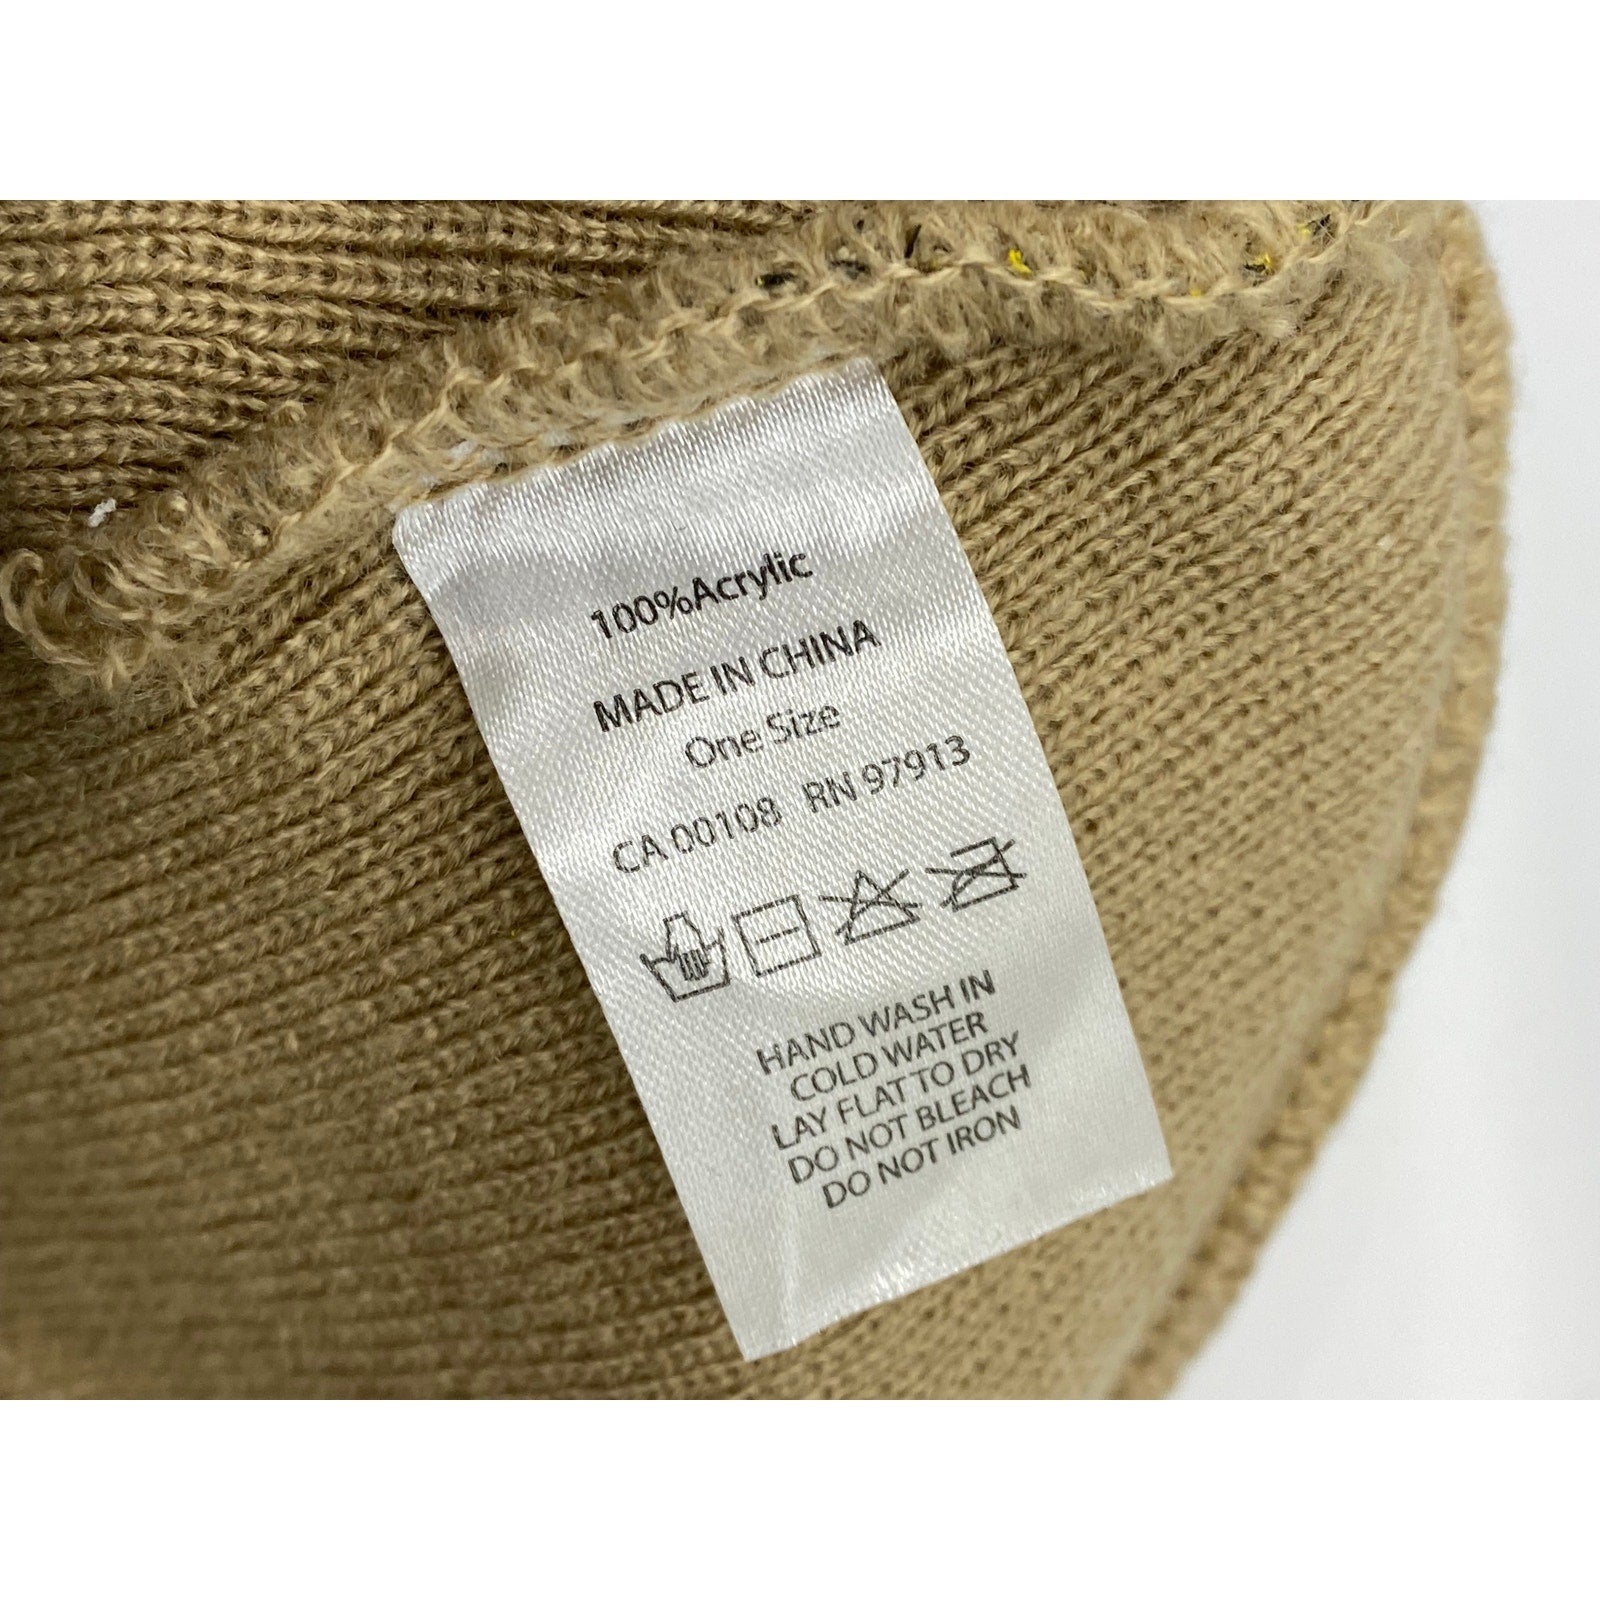 100%Acrylic
MADE IN CHINA
One Size
CA 00108 RN 97913
HAND WASH IN
COLD WATER
LAY FLAT TO DRY
DO NOT BLEACH
DO NOT IRON